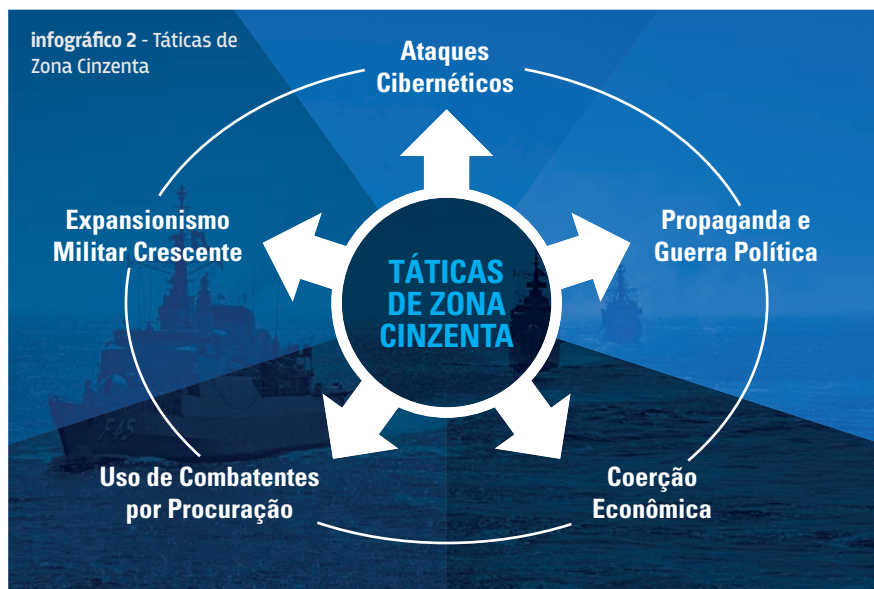 infográfico 2 - Táticas de
Zona Cinzenta
Ataques
Cibernéticos
Expansionismo
Militar Crescente
Propaganda e
Guerra Política
TÁTICAS
DE ZONA
CINZENTA
Uso de Combatentes
por Procuração
Coerção
Econômica
F45